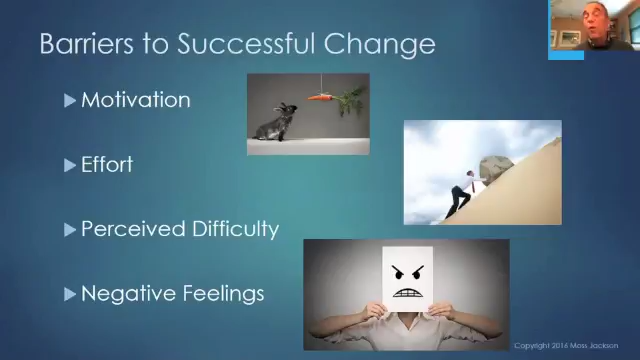 Barriers to Successful Change
Motivation
Effort
Perceived Difficulty
Negative Feelings
Copyright 2016 Moss Jackson